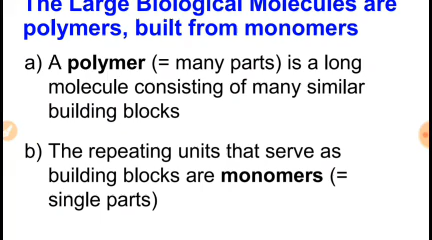 The Large Biological Molecules are
polymers, built from monomers
a) A polymer (= many parts) is a long
molecule consisting of many similar
building blocks
b) The repeating units that serve as
building blocks are monomers (=
single parts)